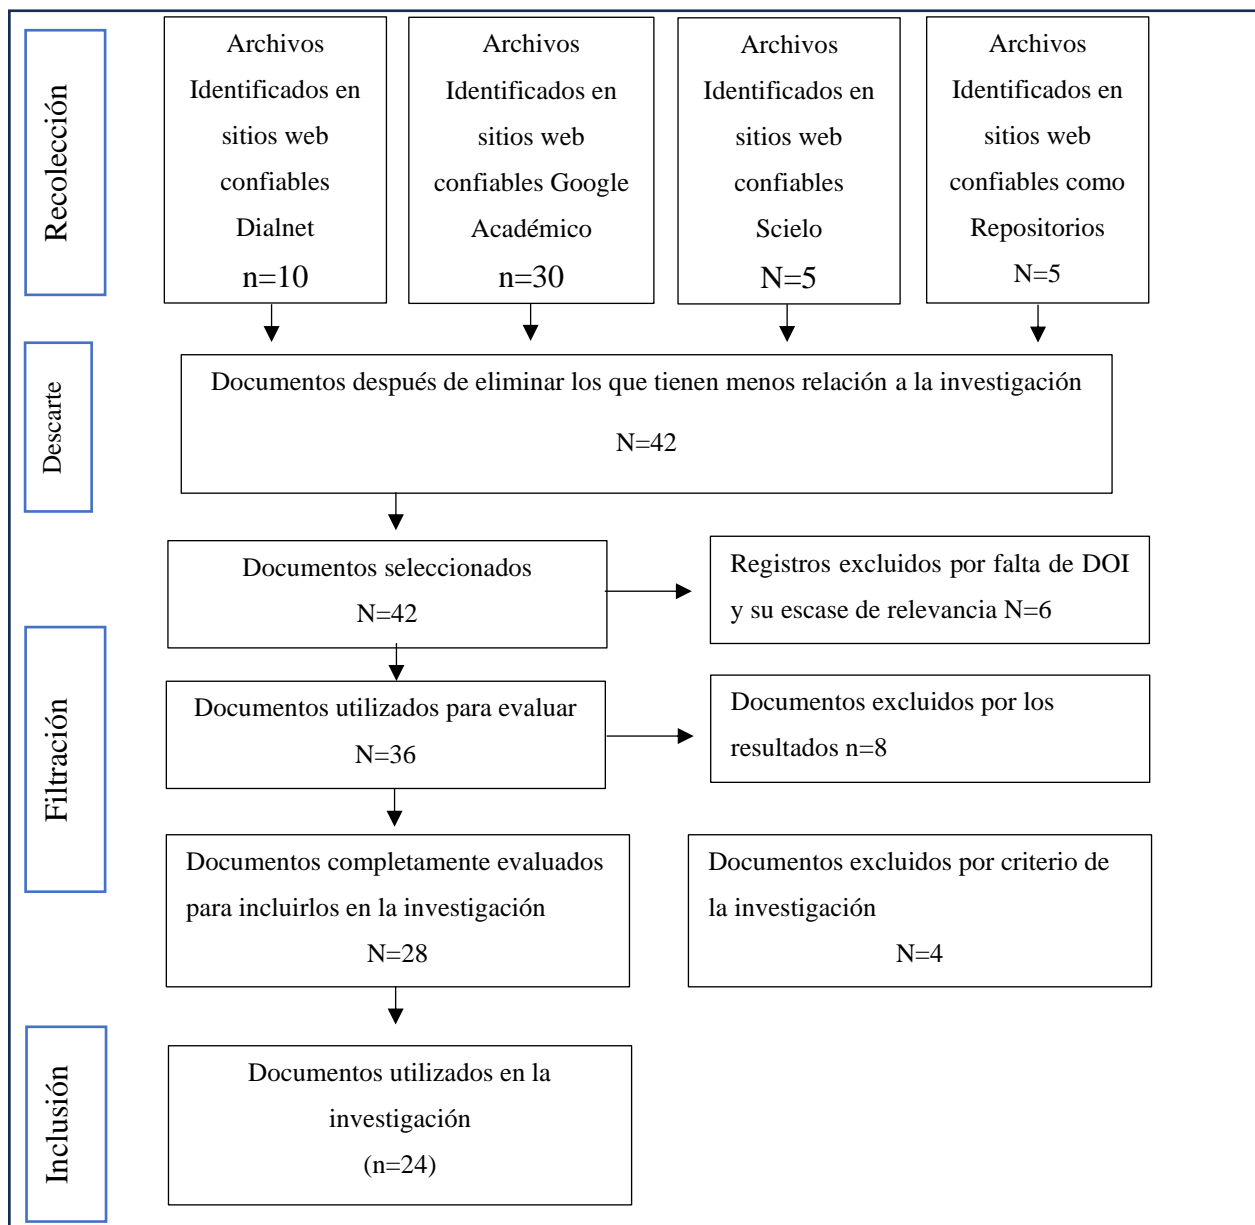 Recolección
Archivos
Identificados en
sitios web
confiables
Dialnet
n=10
Archivos
Identificados en
sitios web
confiables Google
Académico
n=30
Archivos
Identificados en
sitios web
confiables
Scielo
N=5
Archivos
Identificados en
sitios web
confiables como
Repositorios
N=5
Descarte
Documentos después de eliminar los que tienen menos relación a la investigación
N=42
Filtración
Documentos seleccionados
N=42
Registros excluidos por falta de DOI
y su escase de relevancia N=6
Documentos utilizados para evaluar
N=36
Documentos excluidos por los
resultados n=8
Documentos completamente evaluados
para incluirlos en la investigación
N=28
Documentos excluidos por criterio de
la investigación
N=4
Inclusión
Documentos utilizados en la
investigación
(n=24)